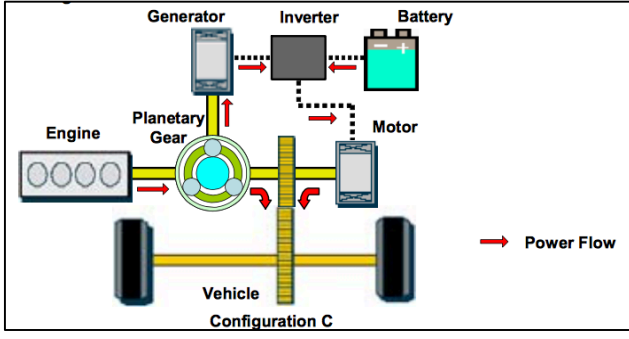 Generator
Inverter
Battery
Planetary
Gear
Engine
Motor
Power Flow
Vehicle
Configuration C